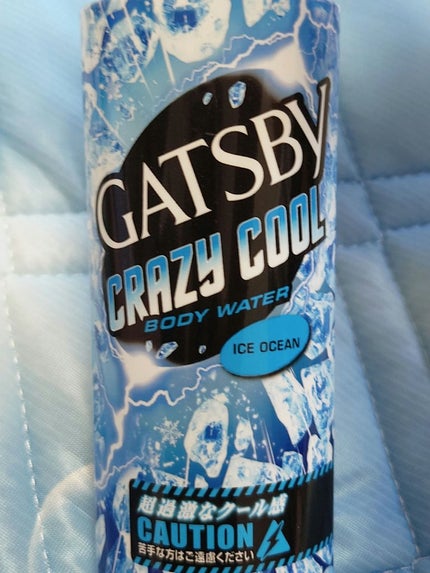 GATSBY
CRAZY COOL
BODY WATER
ICE OCEAN
超過激なクール感
CAUTION
苦手な方はご遠慮ください